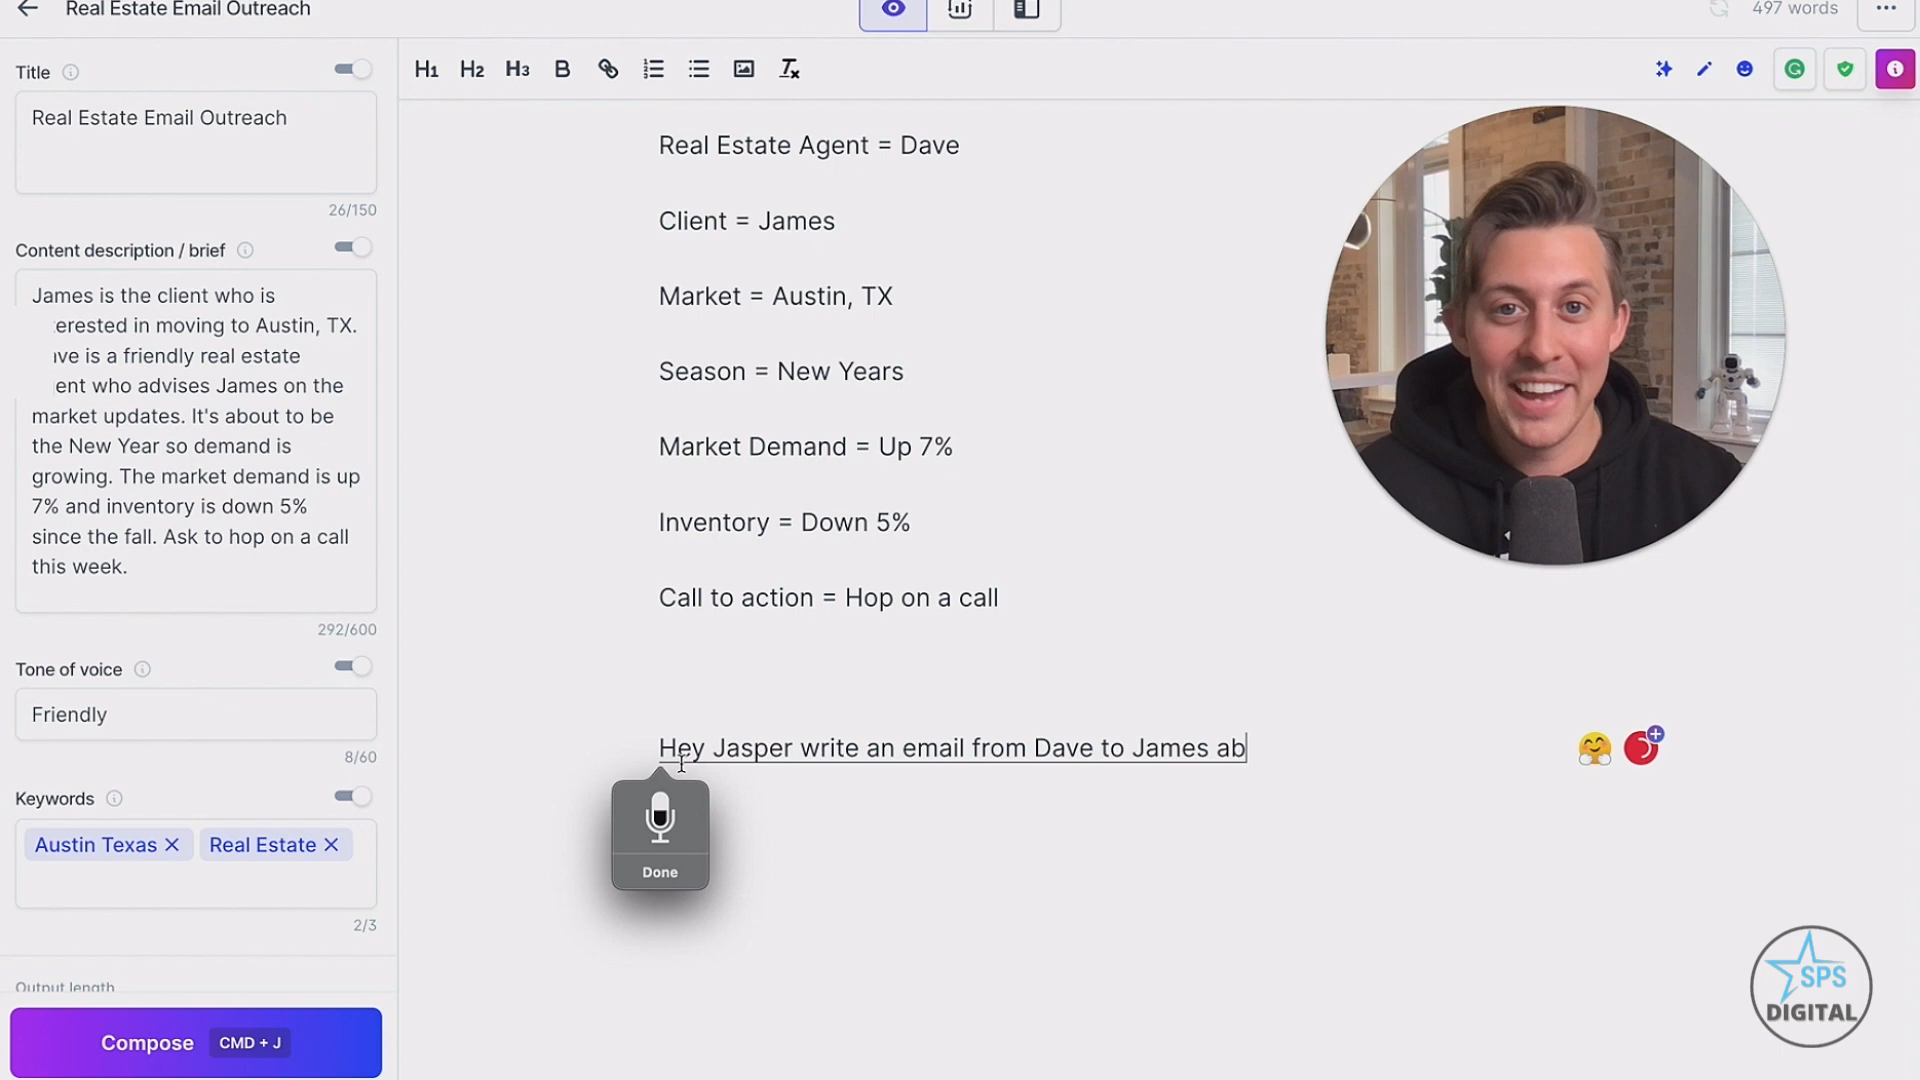 Real Estate Email Outreach
497 words
Title
Real Estate Email Outreach
26/150
Content description / brief
James is the client who is
erested in moving to Austin, TX.
ve is a friendly real estate
ent who advises James on the
market updates. It's about to be
the New Year so demand is
growing. The market demand is up
7% and inventory is down 5%
since the fall. Ask to hop on a call
this week.
292/600
Tone of voice
Friendly
8/60
Keywords
Austin Texas
Real Estate
2/3
Output length
Compose CMD + J
H1 H2 H3 B
Real Estate Agent = Dave
Client = James
Market = Austin, TX
Season = New Years
Market Demand = Up 7%
Inventory = Down 5%
Call to action = Hop on a call
Hey Jasper write an email from Dave to James ab
Done
SPS
DIGITAL